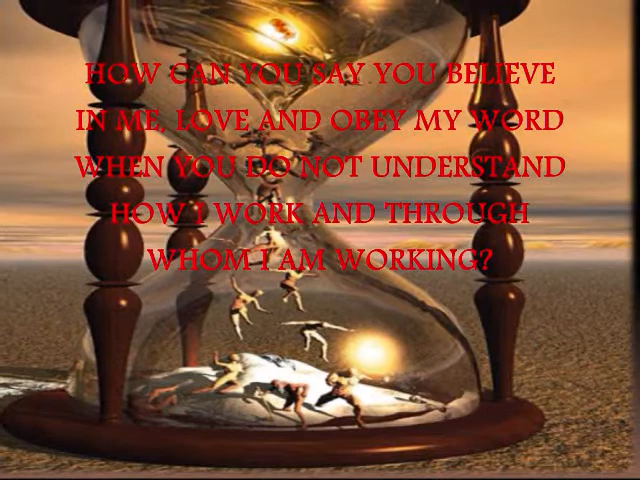 HOW CAN YOU SAY YOU BELIEVE
IN ME, LOVE AND OBEY MY WORD
WHEN YOU DO NOT UNDERSTAND
HOW I WORK AND THROUGH
WHOM I AM WORKING?